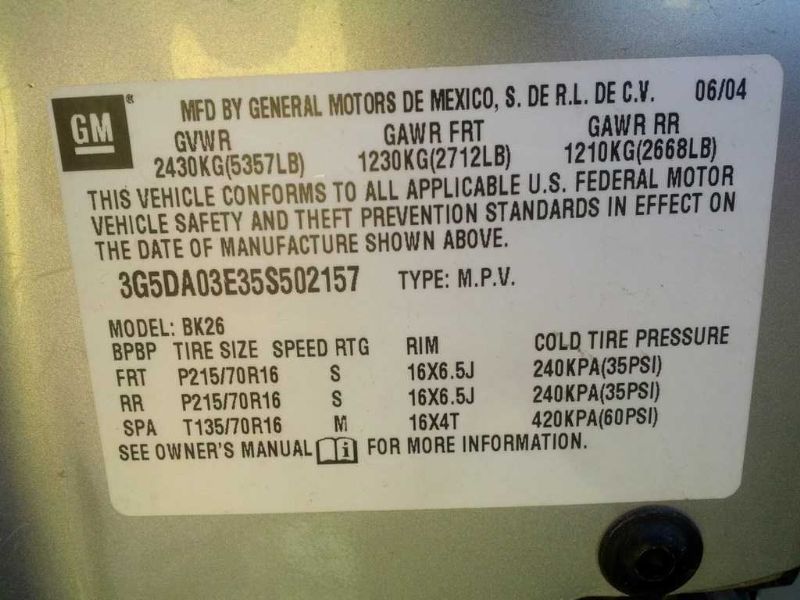 GM ® MFD BY GENERAL MOTORS DE MEXICO, S. DE R.L. DE C.V. 06/04
GVWR GAWR FRT GAWR RR
2430KG(5357LB) 1230KG(2712LB) 1210KG(2668LB)
THIS VEHICLE CONFORMS TO ALL APPLICABLE U.S. FEDERAL MOTOR
VEHICLE SAFETY AND THEFT PREVENTION STANDARDS IN EFFECT ON
THE DATE OF MANUFACTURE SHOWN ABOVE.
3G5DA03E35S502157 TYPE: M.P.V.
MODEL: BK26
BPBP TIRE SIZE SPEED RTG RIM COLD TIRE PRESSURE
FRT P215/70R16 S 16X6.5J 240KPA(35PSI)
RR P215/70R16 S 16X6.5J 240KPA(35PSI)
SPA T135/70R16 M 16X4T 420KPA(60PSI)
SEE OWNER'S MANUAL i FOR MORE INFORMATION.